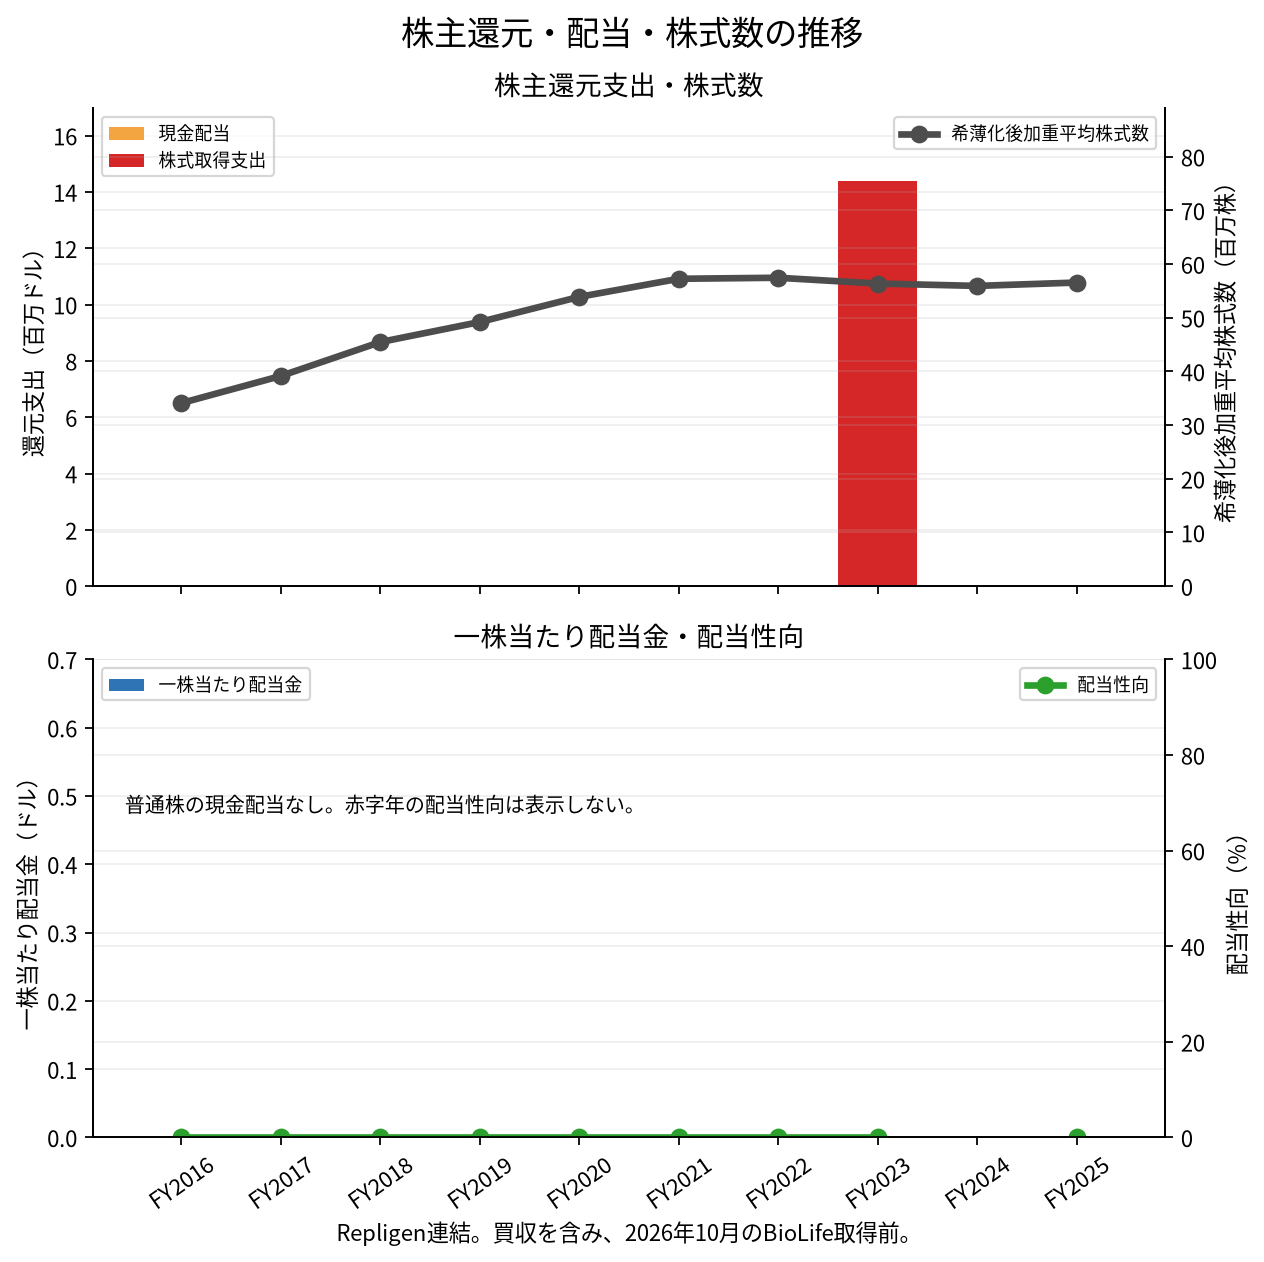 株主還元・配当・株式数の推移
株主還元支出・株式数
現金配当
株式取得支出
希薄化後加重平均株式数
還元支出（百万ドル）
16
14
12
10
8
6
4
2
0
80
70
60
50
40
30
20
10
0
希薄化後加重平均株式数（百万株）
一株当たり配当金・配当性向
一株当たり配当金
配当性向
普通株の現金配当なし。赤字年の配当性向は表示しない。
一株当たり配当金（ドル）
0.7
0.6
0.5
0.4
0.3
0.2
0.1
0.0
100
80
60
40
20
0
配当性向（%）
FY2016
FY2017
FY2018
FY2019
FY2020
FY2021
FY2022
FY2023
FY2024
FY2025
Repligen連結。買収を含み、2026年10月のBioLife取得前。